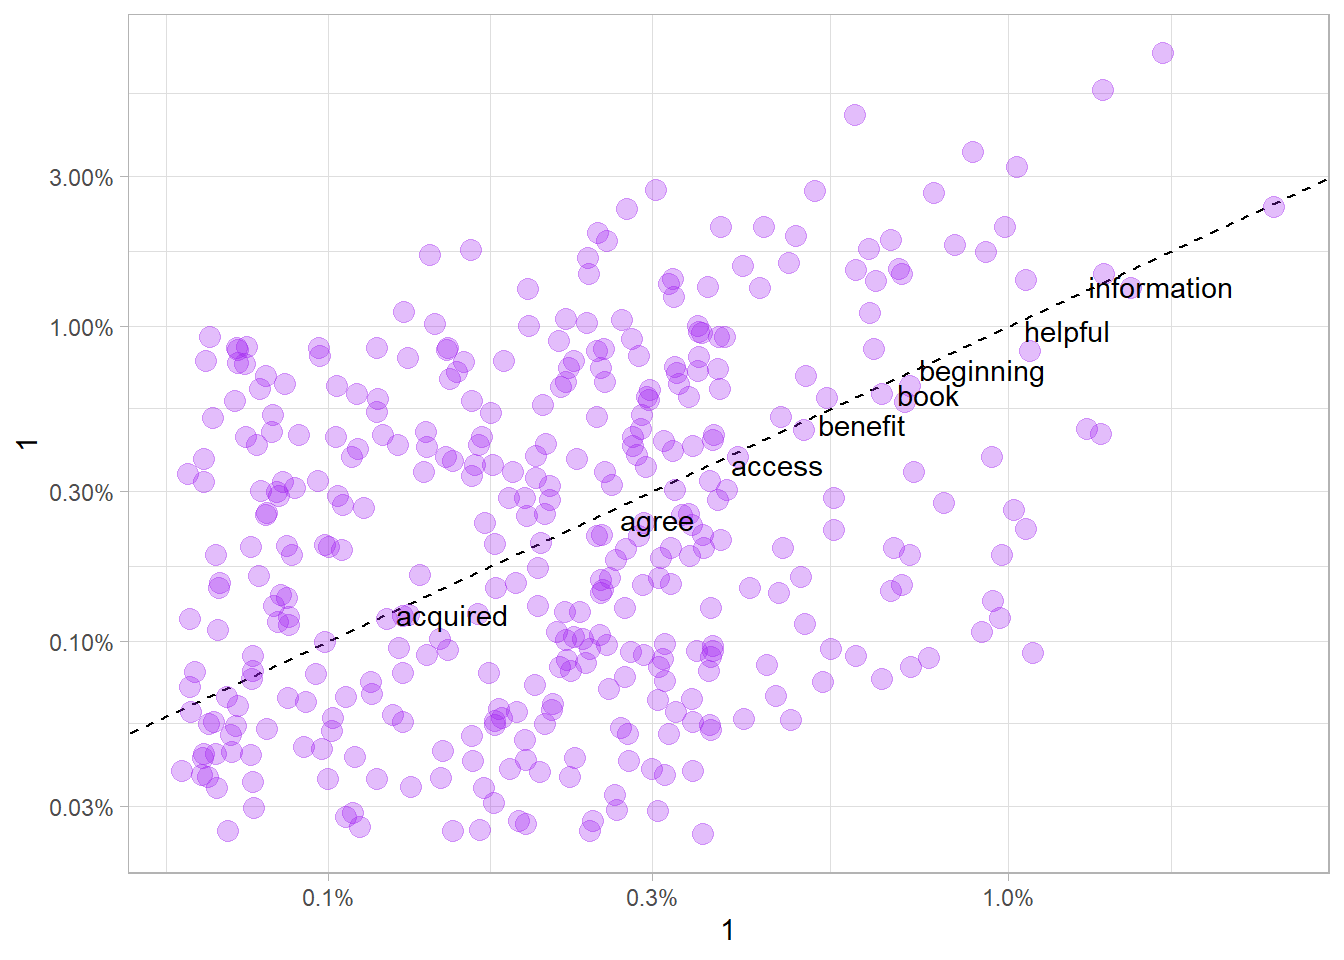 3.00%
information
1.00%
helpful
beginning
book
1
benefit
access
0.30%
agree
acquired
0.10%
0.03%
0.1%
0.3%
1.0%
1